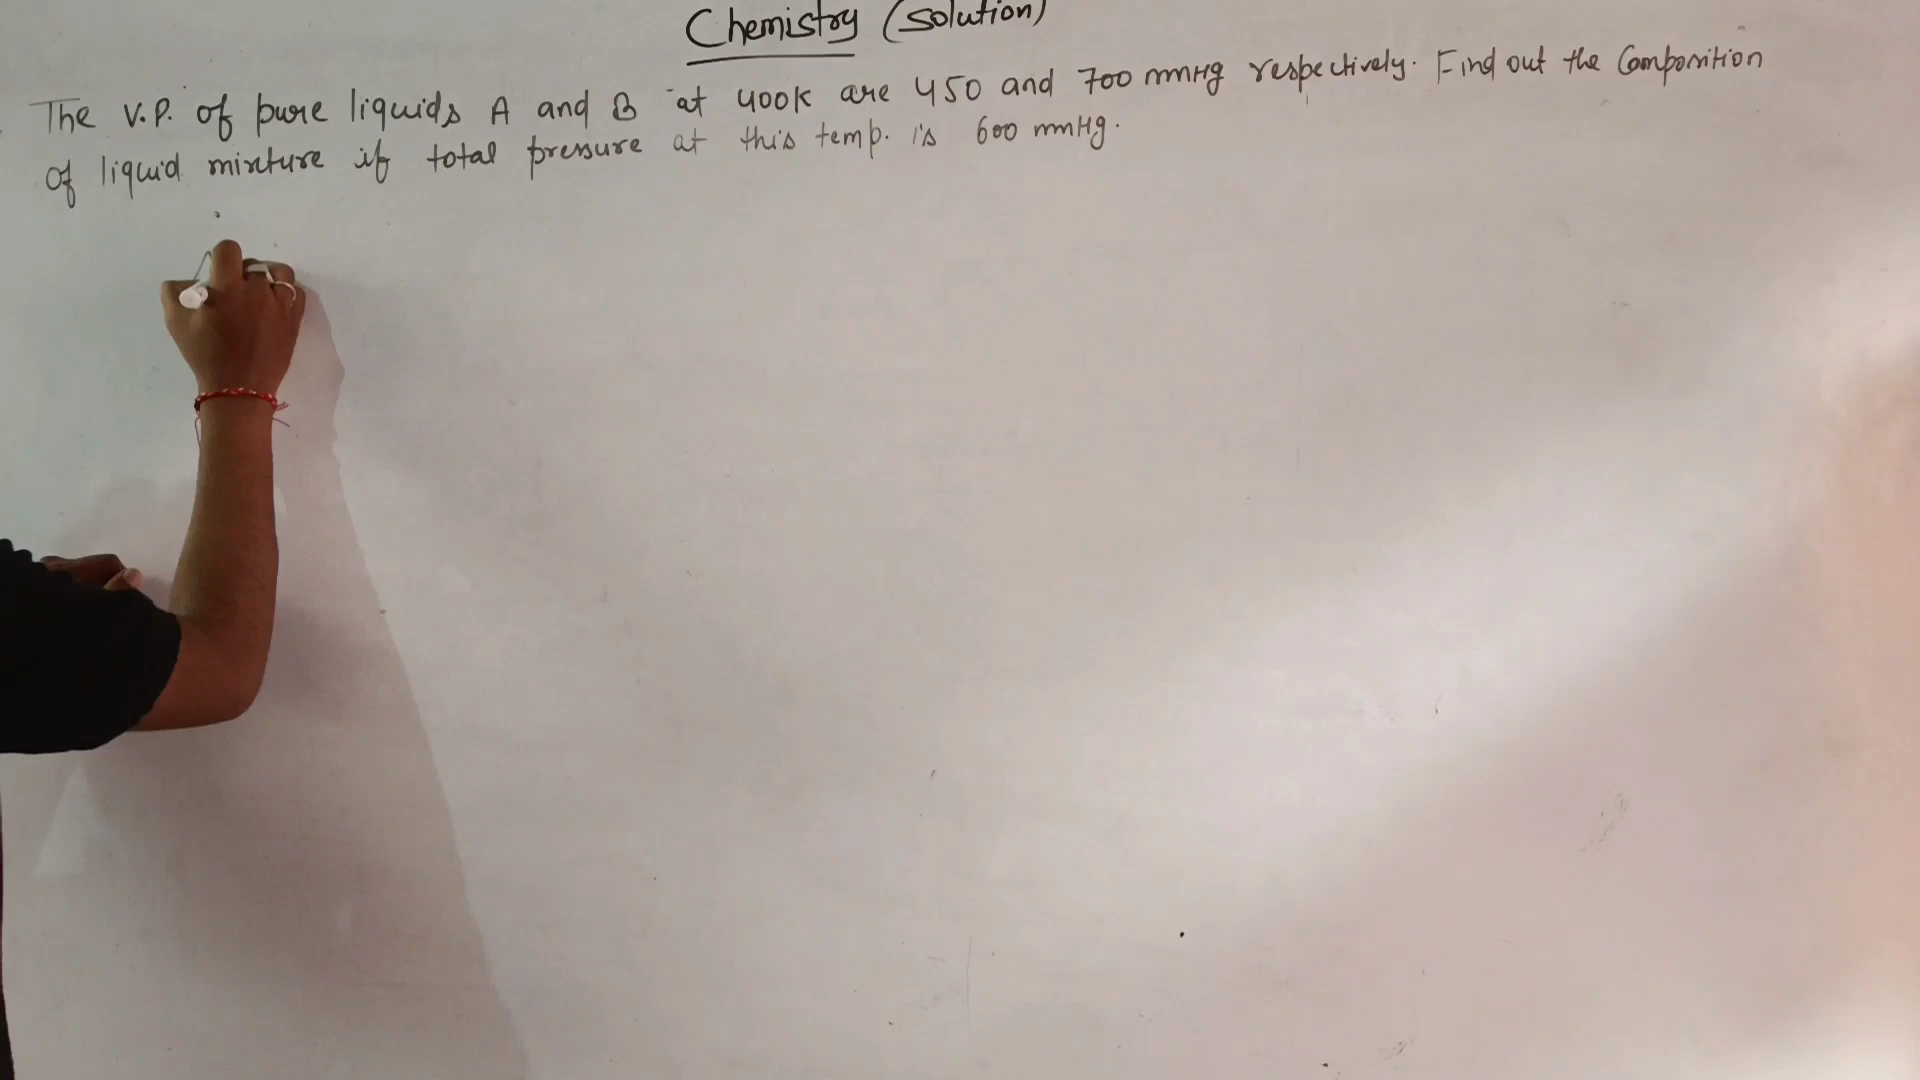 Chemistry (solution)
The V.P. of pure liquids A and B at 400K are 450 and 700 mmHg respectively. Find out the Composition
of liquid mixture if total pressure at this temp. is 600 mmHg.